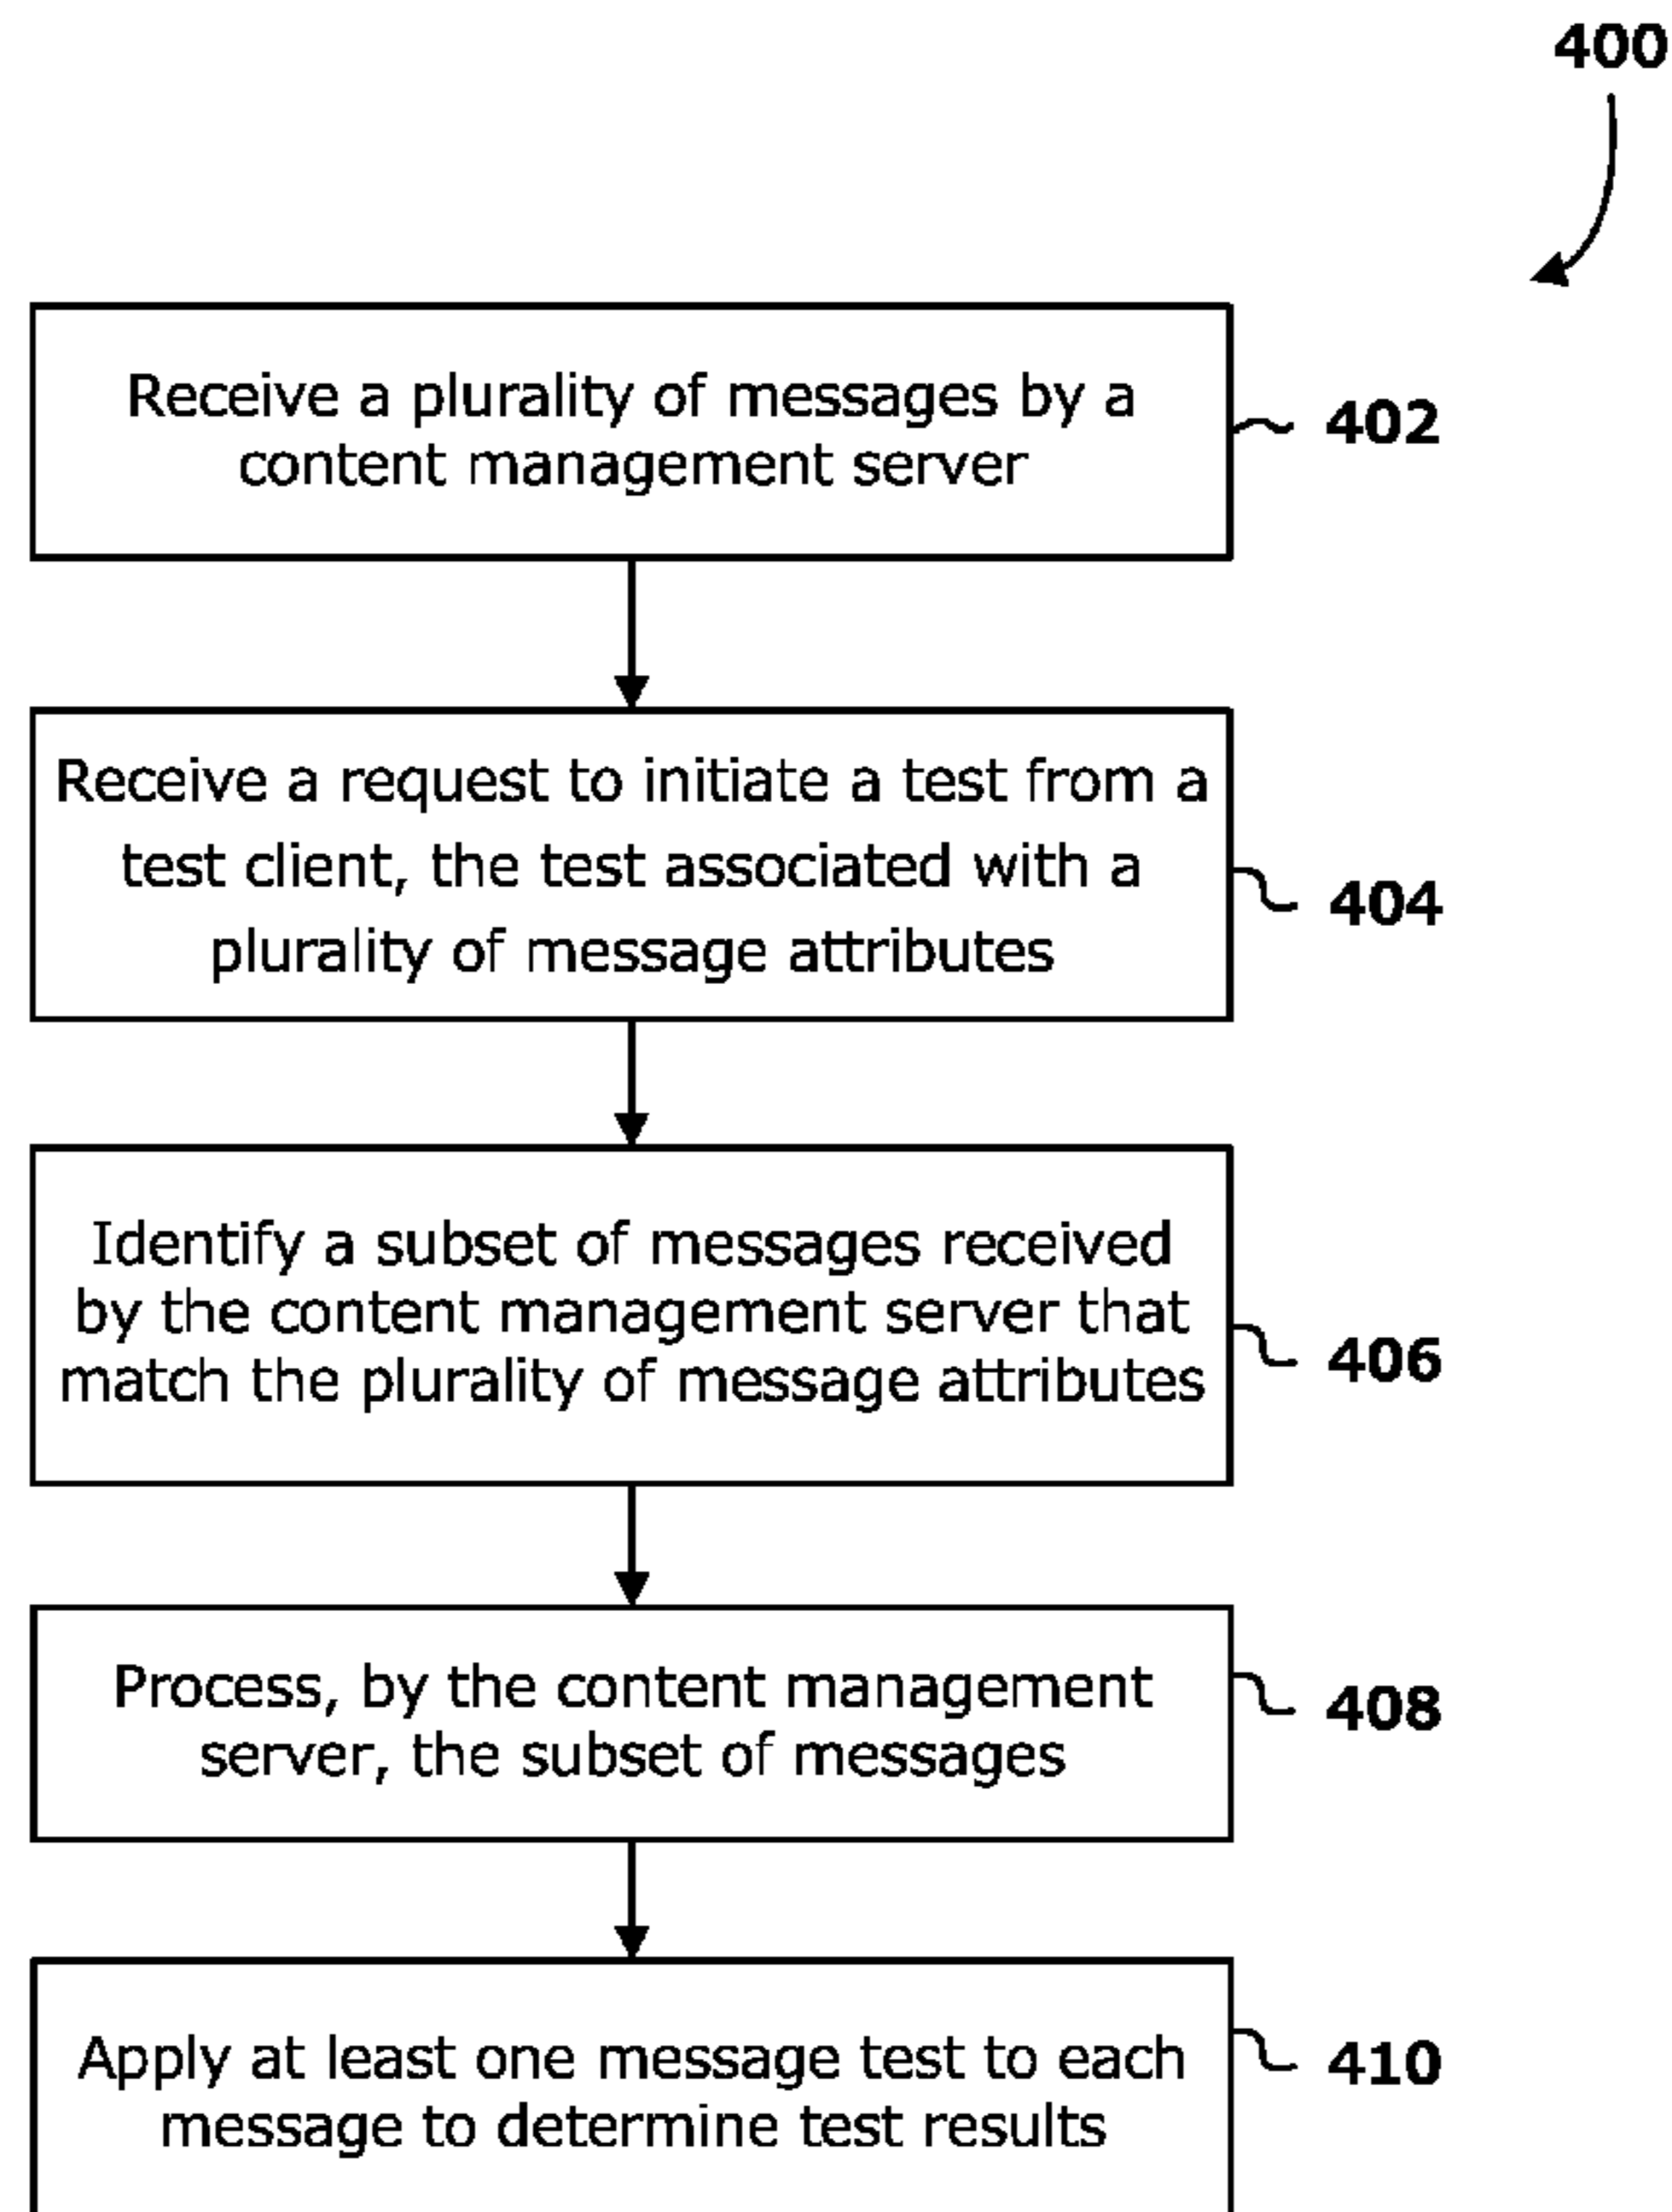 400
Receive a plurality of messages by a
content management server
402
Receive a request to initiate a test from a
test client, the test associated with a
plurality of message attributes
404
Identify a subset of messages received
by the content management server that
match the plurality of message attributes
406
Process, by the content management
server, the subset of messages
408
Apply at least one message test to each
message to determine test results
410